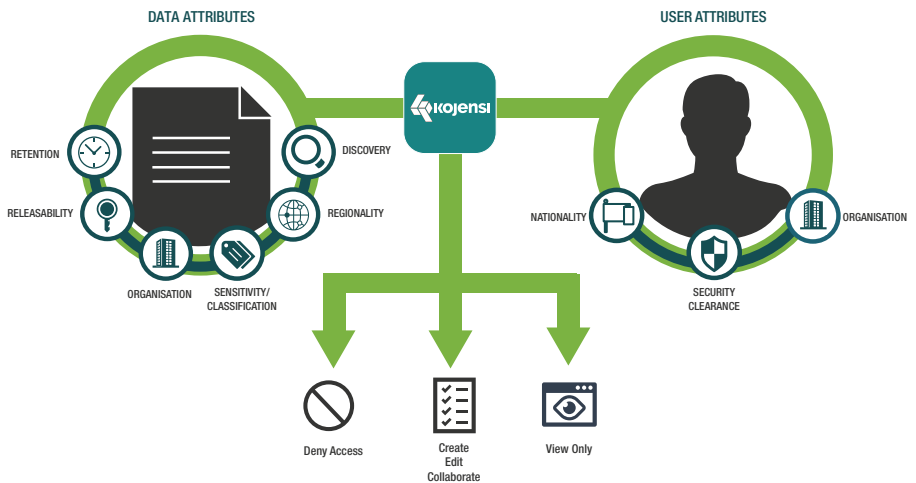 DATA ATTRIBUTES
USER ATTRIBUTES
KOJENSI
RETENTION
DISCOVERY
RELEASABILITY
REGIONALITY
NATIONALITY
ORGANISATION
ORGANISATION
SENSITIVITY/
CLASSIFICATION
SECURITY
CLEARANCE
Deny Access
Create
Edit
Collaborate
View Only